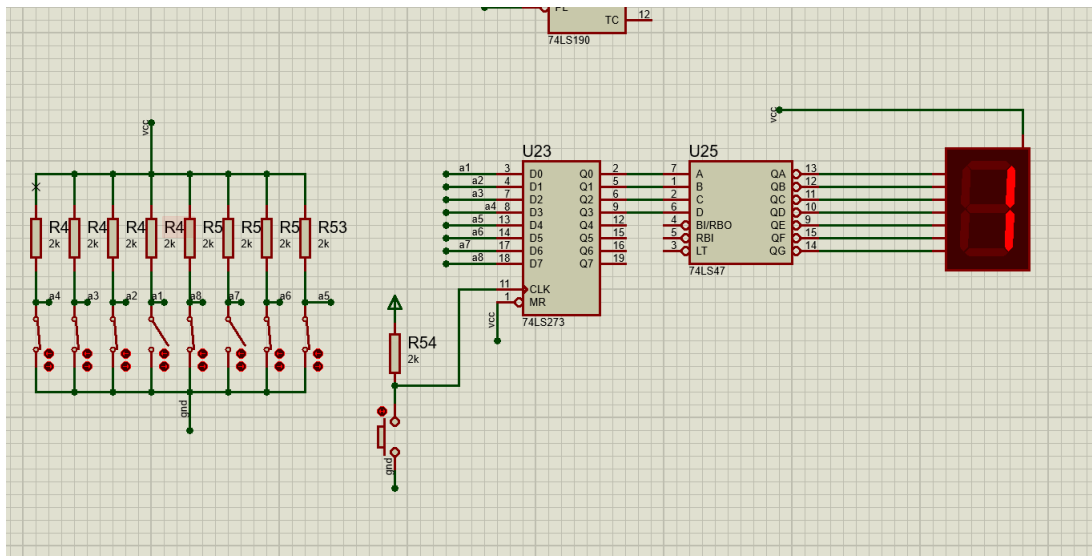 PL
TC 12
74LS190
vcc
R4 R4 R4 R4 R5 R5 R5 R53
2k 2k 2k 2k 2k 2k 2k 2k
a4 a3 a2 a1 a8 a7 a6 a5
gnd
R54
2k
gnd
U23
a1 3 D0 Q0 2
a2 4 D1 Q1 5
a3 7 D2 Q2 6
a4 8 D3 Q3 9
a5 13 D4 Q4 12
a6 14 D5 Q5 15
a7 17 D6 Q6 16
a8 18 D7 Q7 19
11 CLK
1 MR
vcc
74LS273
U25
7 A QA 13
1 B QB 12
2 C QC 11
6 D QD 10
4 BI/RBO QE 9
5 RBI QF 15
3 LT QG 14
74LS47
vcc
1